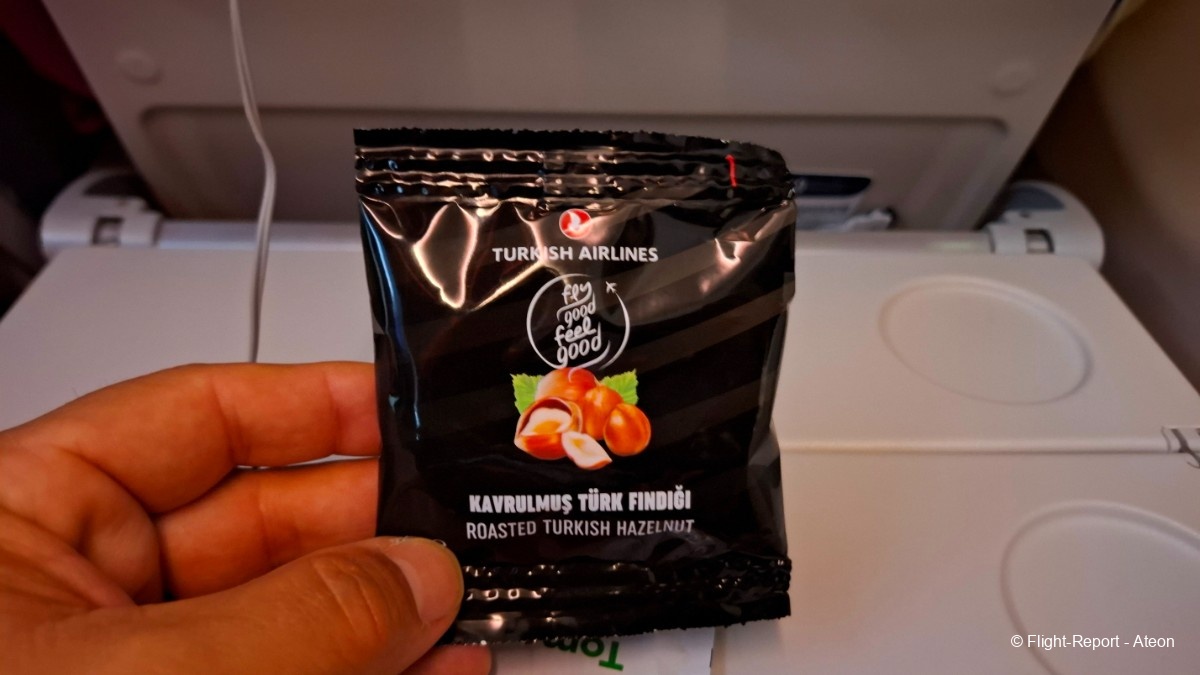 TURKISH AIRLINES
fly
good
feel
good
KAVRULMUŞ TÜRK FINDIĞI
ROASTED TURKISH HAZELNUT
© Flight-Report - Ateon